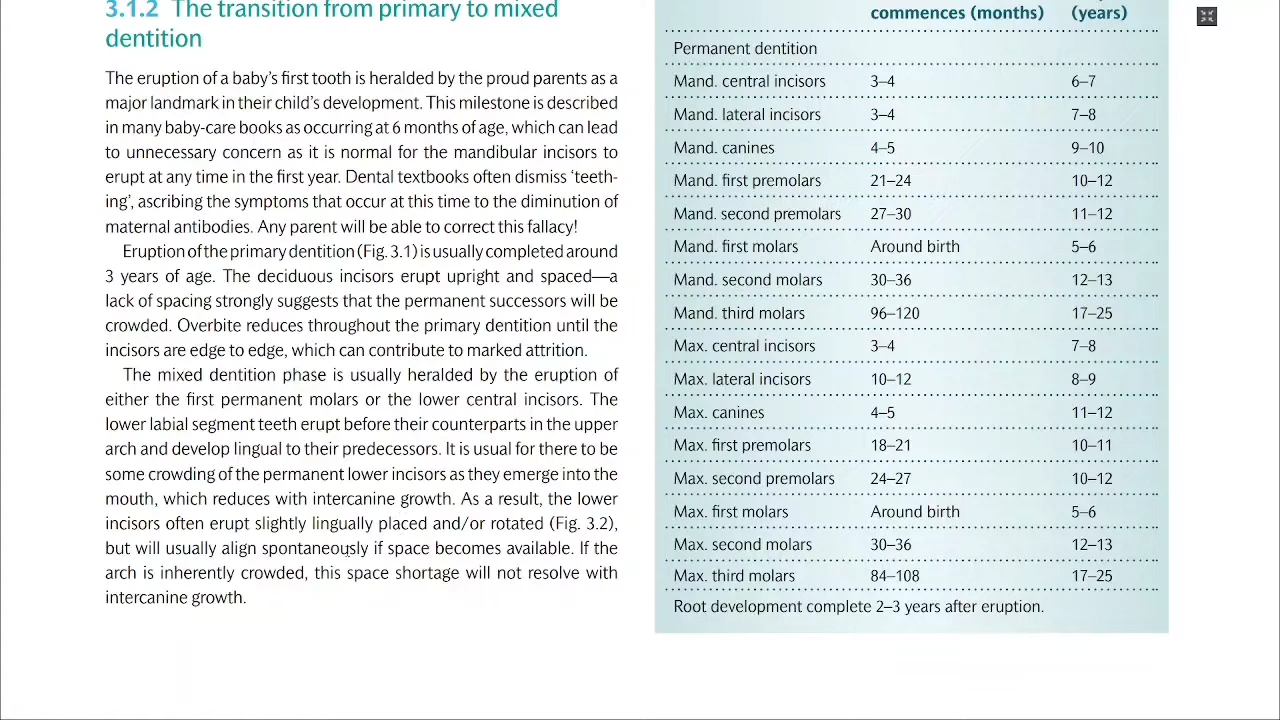 3.1.2 The transition from primary to mixed
dentition
The eruption of a baby's first tooth is heralded by the proud parents as a
major landmark in their child's development. This milestone is described
in many baby-care books as occurring at 6 months of age, which can lead
to unnecessary concern as it is normal for the mandibular incisors to
erupt at any time in the first year. Dental textbooks often dismiss 'teeth-
ing', ascribing the symptoms that occur at this time to the diminution of
maternal antibodies. Any parent will be able to correct this fallacy!
Eruption of the primary dentition (Fig. 3.1) is usually completed around
3 years of age. The deciduous incisors erupt upright and spaced—a
lack of spacing strongly suggests that the permanent successors will be
crowded. Overbite reduces throughout the primary dentition until the
incisors are edge to edge, which can contribute to marked attrition.
The mixed dentition phase is usually heralded by the eruption of
either the first permanent molars or the lower central incisors. The
lower labial segment teeth erupt before their counterparts in the upper
arch and develop lingual to their predecessors. It is usual for there to be
some crowding of the permanent lower incisors as they emerge into the
mouth, which reduces with intercanine growth. As a result, the lower
incisors often erupt slightly lingually placed and/or rotated (Fig. 3.2),
but will usually align spontaneously if space becomes available. If the
arch is inherently crowded, this space shortage will not resolve with
intercanine growth.
commences (months) (years)
Permanent dentition
Mand. central incisors 3–4 6–7
Mand. lateral incisors 3–4 7–8
Mand. canines 4–5 9–10
Mand. first premolars 21–24 10–12
Mand. second premolars 27–30 11–12
Mand. first molars Around birth 5–6
Mand. second molars 30–36 12–13
Mand. third molars 96–120 17–25
Max. central incisors 3–4 7–8
Max. lateral incisors 10–12 8–9
Max. canines 4–5 11–12
Max. first premolars 18–21 10–11
Max. second premolars 24–27 10–12
Max. first molars Around birth 5–6
Max. second molars 30–36 12–13
Max. third molars 84–108 17–25
Root development complete 2–3 years after eruption.